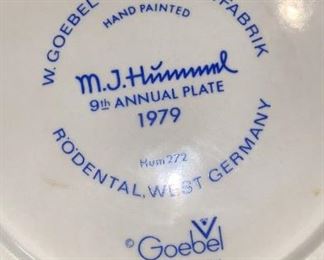 W. GOEBEL
FABRIK
HAND PAINTED
M.J. Hummel
9th ANNUAL PLATE
1979
Hum 272
RÖDENTAL, WEST GERMANY
© Goebel